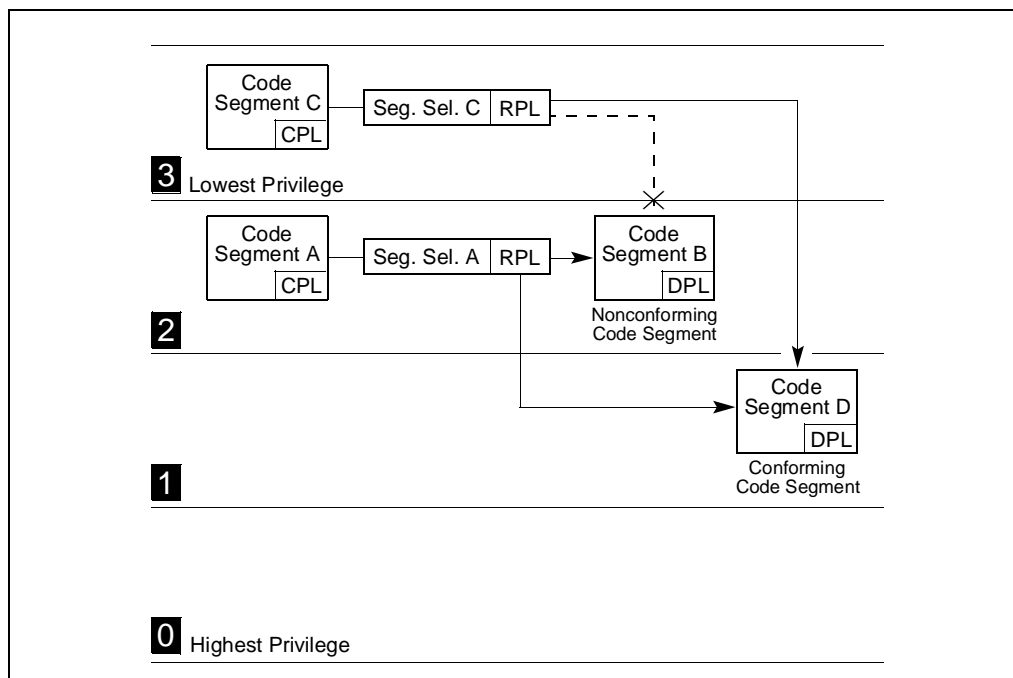 Code
Segment C
CPL
Seg. Sel. C RPL
3 Lowest Privilege
Code
Segment A
CPL
Seg. Sel. A RPL
Code
Segment B
DPL
Nonconforming
Code Segment
2
Code
Segment D
DPL
Conforming
Code Segment
1
0 Highest Privilege